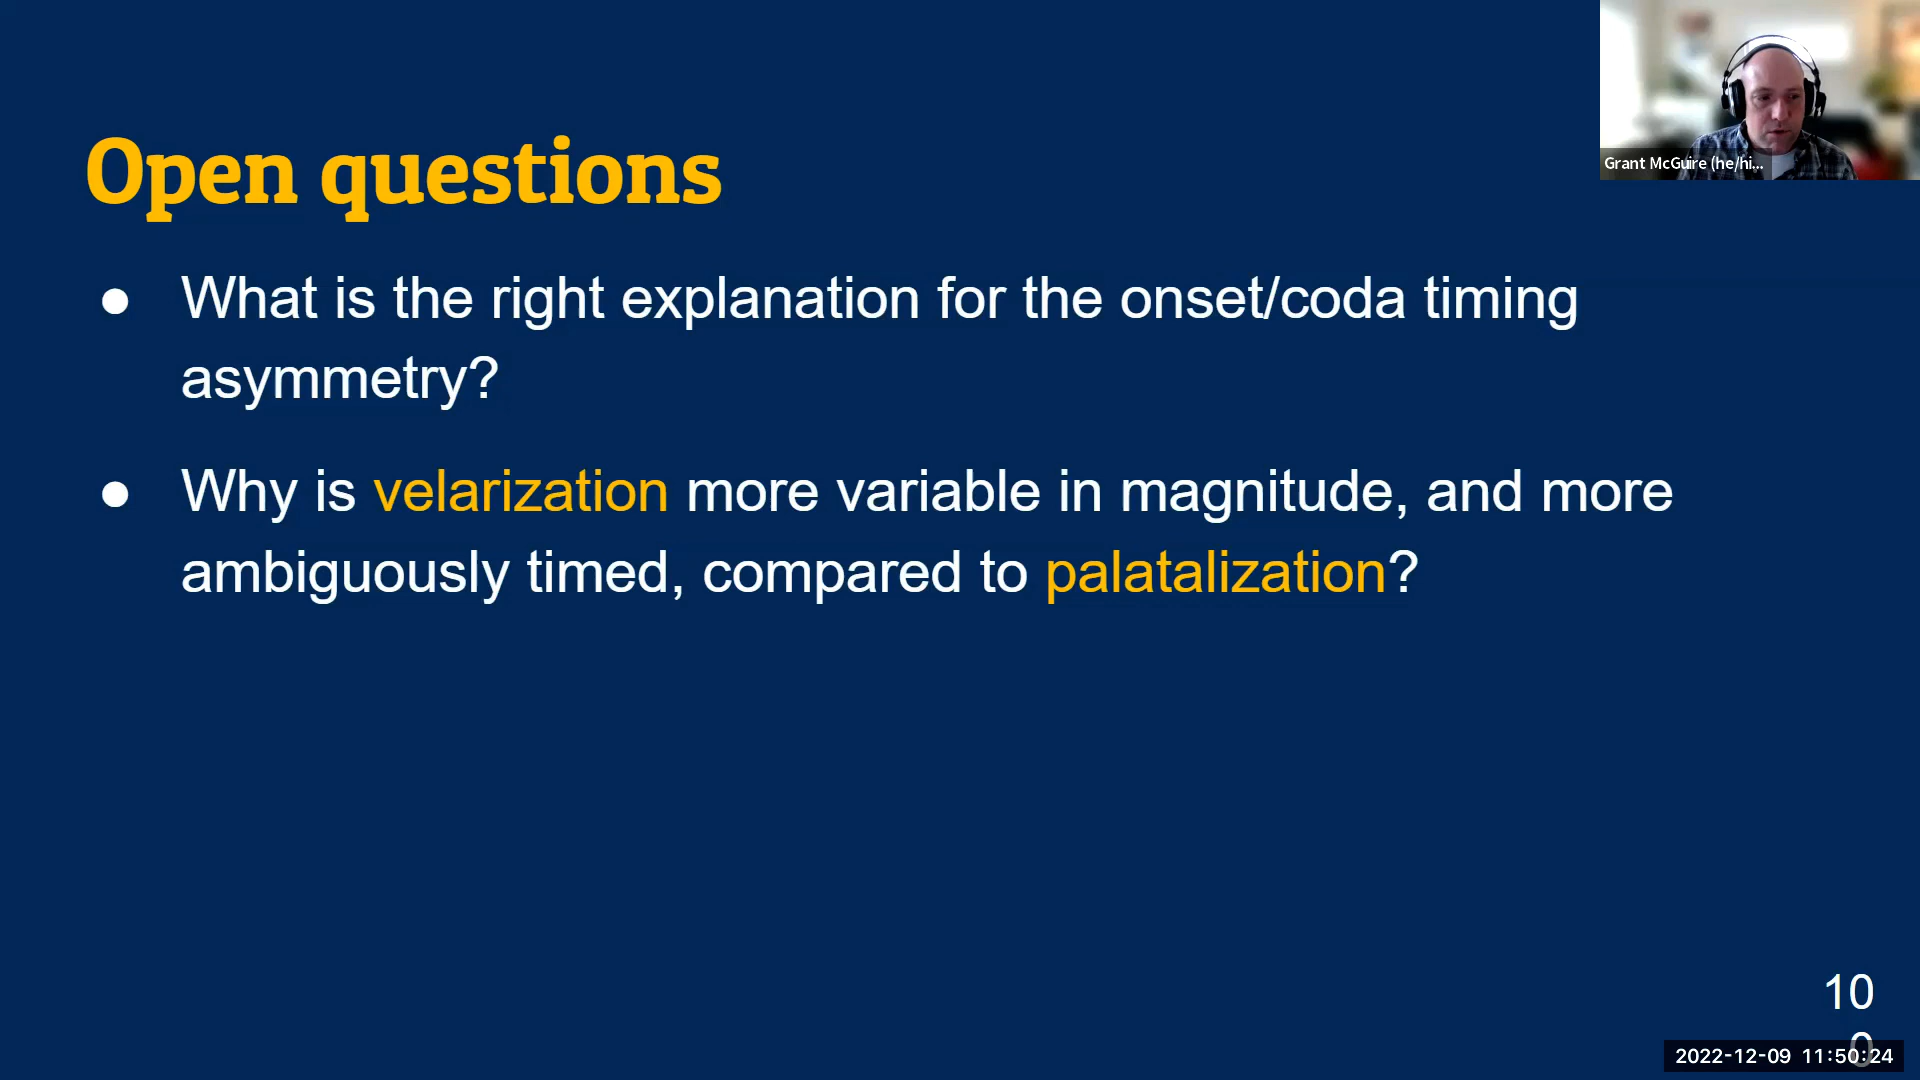 Open questions
Grant McGuire (he/hi...
● What is the right explanation for the onset/coda timing
asymmetry?
● Why is velarization more variable in magnitude, and more
ambiguously timed, compared to palatalization?
10
0
2022-12-09 11:50:24